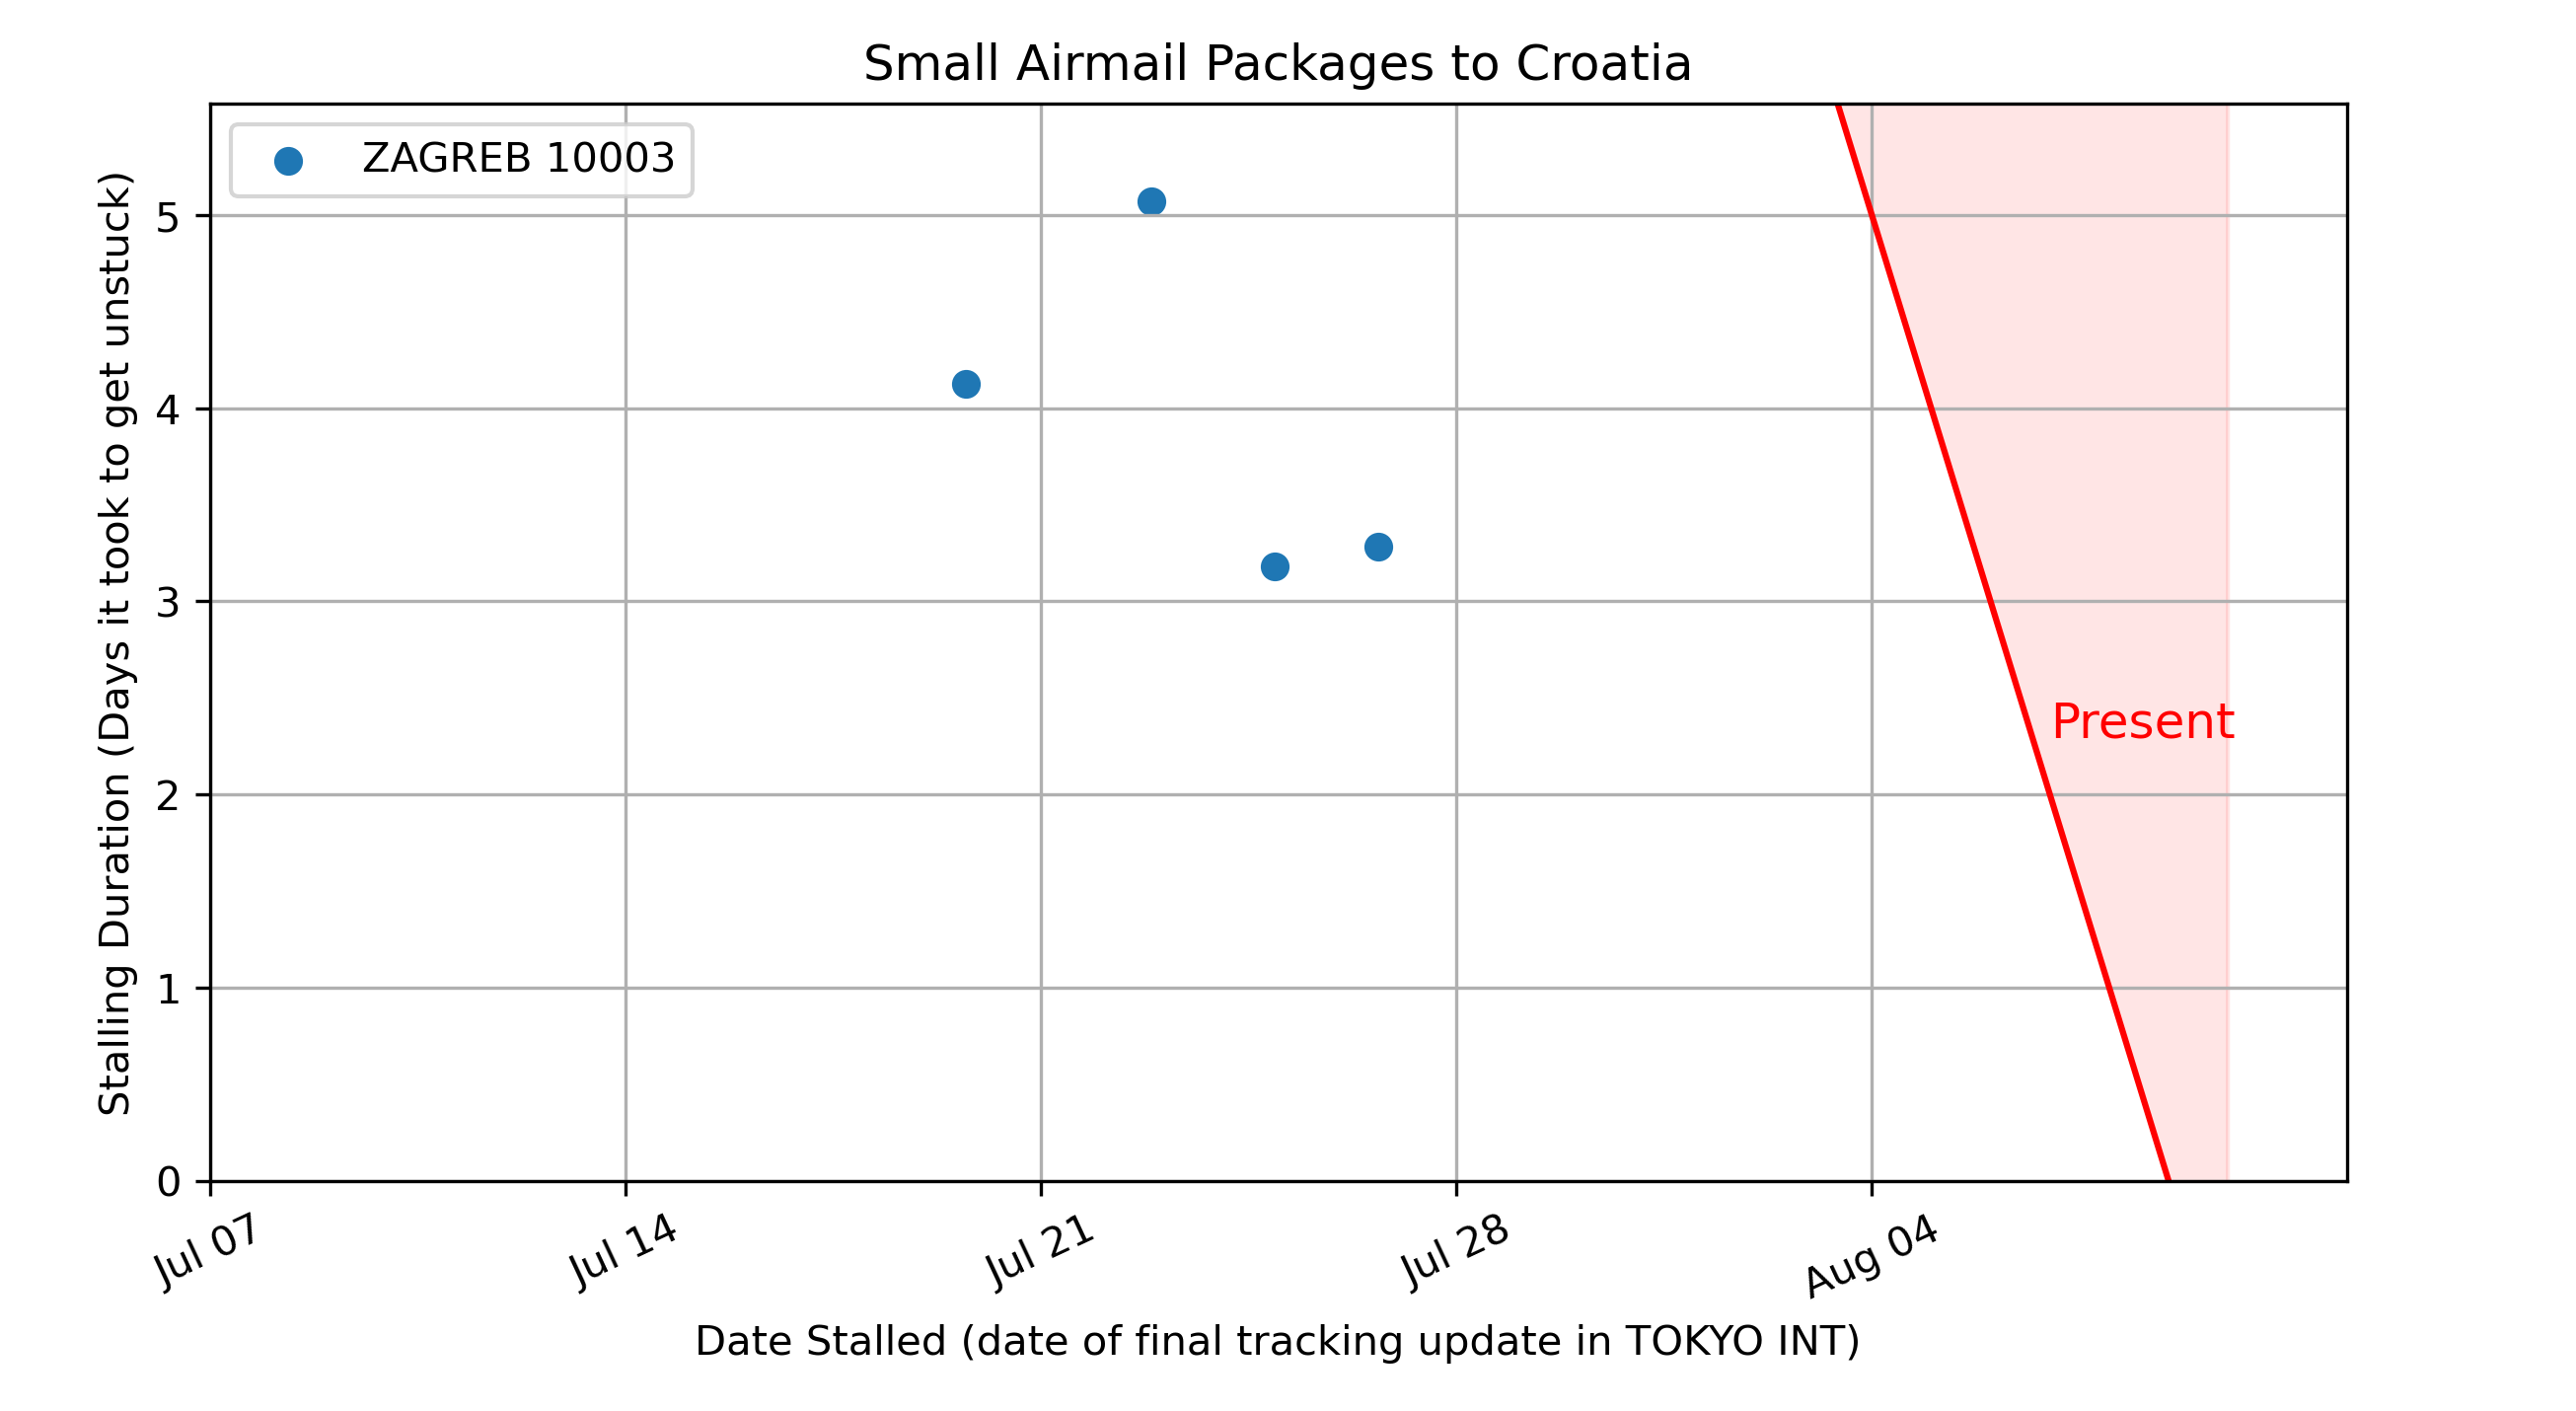 Small Airmail Packages to Croatia
ZAGREB 10003
Stalling Duration (Days it took to get unstuck)
5
4
3
2
1
0
Present
Jul 07
Jul 14
Jul 21
Jul 28
Aug 04
Date Stalled (date of final tracking update in TOKYO INT)